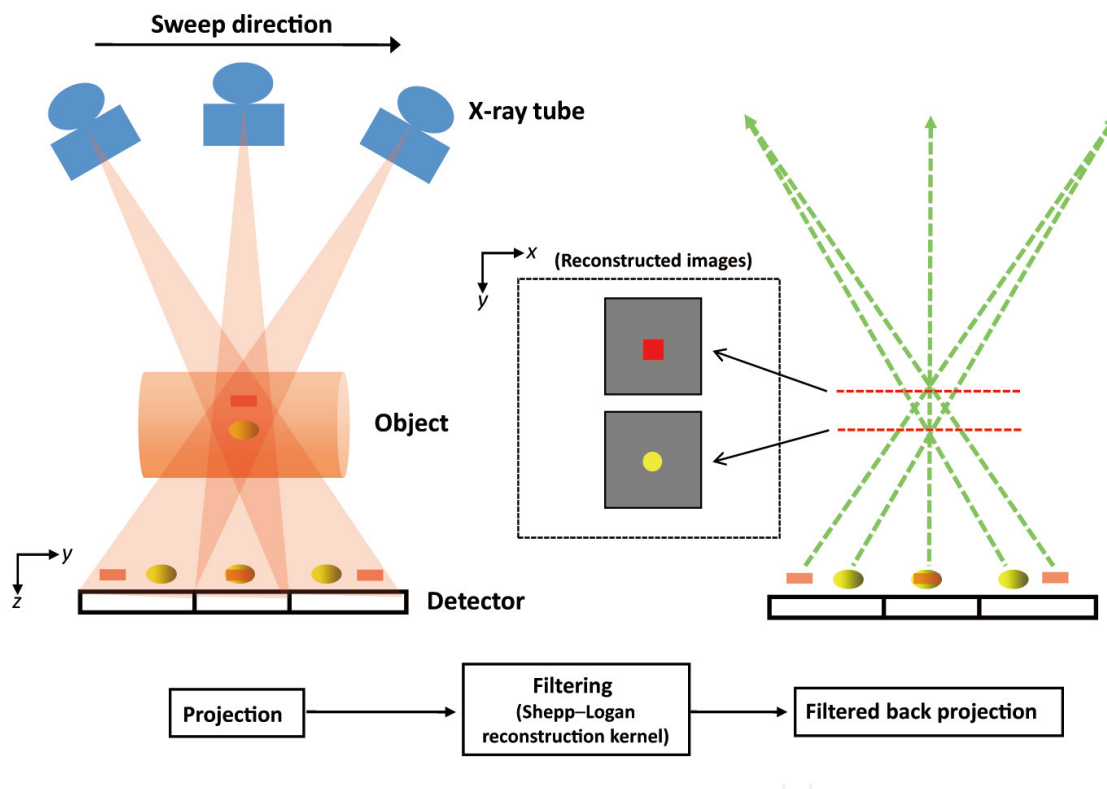 Sweep direction
X-ray tube
x
(Reconstructed images)
y
Object
y
z
Detector
Projection
Filtering
(Shepp–Logan
reconstruction kernel)
Filtered back projection